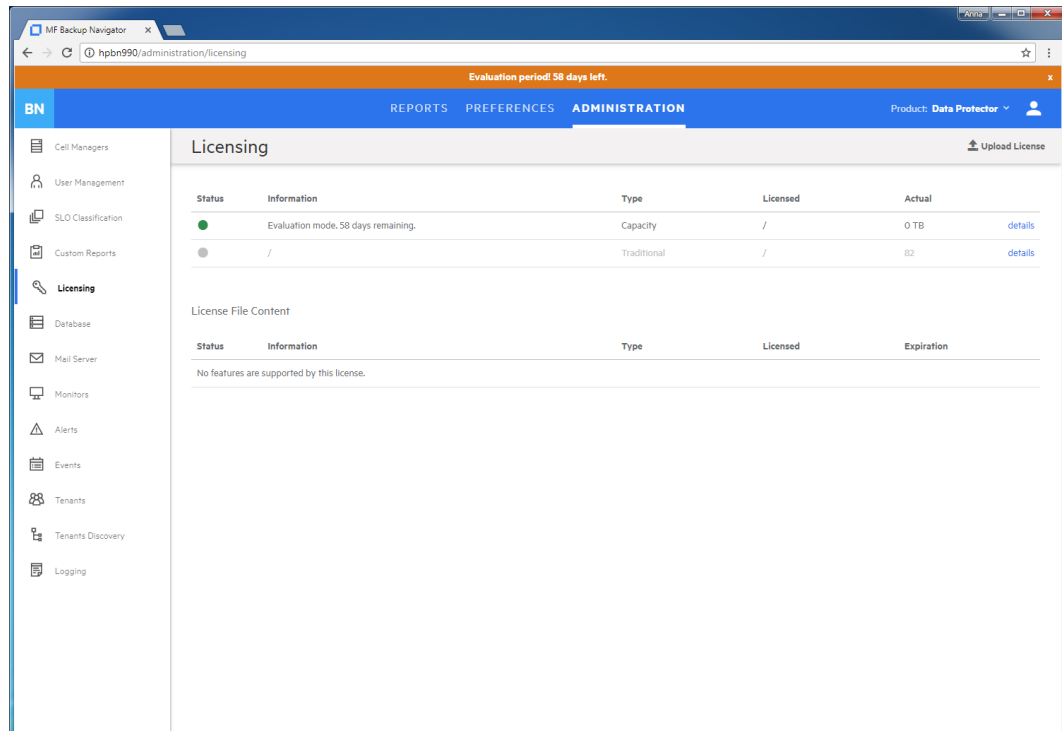 Anna
MF Backup Navigator
hpbn990/administration/licensing
Evaluation period! 58 days left. x
BN REPORTS PREFERENCES ADMINISTRATION Product: Data Protector
Cell Managers
User Management
SLO Classification
Custom Reports
Licensing
Database
Mail Server
Monitors
Alerts
Events
Tenants
Tenants Discovery
Logging
Licensing Upload License
Status Information Type Licensed Actual
Evaluation mode. 58 days remaining. Capacity / 0 TB details
/ Traditional / 82 details
License File Content
Status Information Type Licensed Expiration
No features are supported by this license.